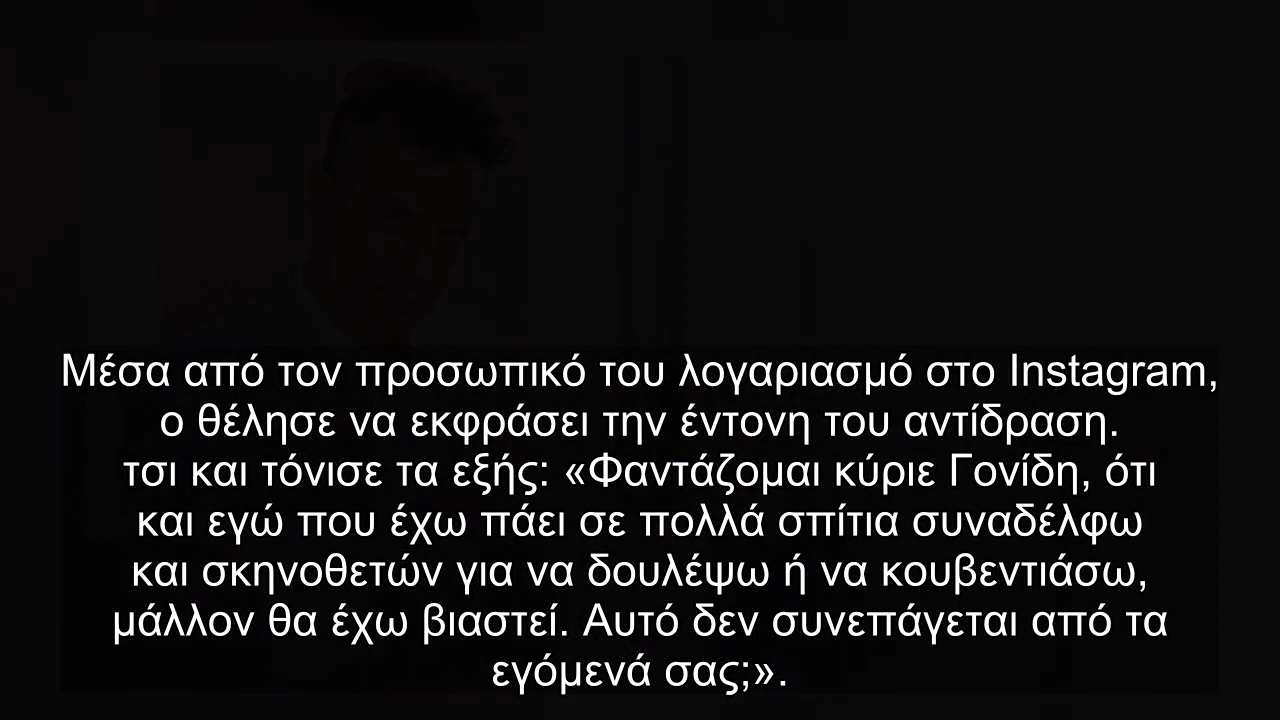 Μέσα από τον προσωπικό του λογαριασμό στο Instagram,
ο θέλησε να εκφράσει την έντονη του αντίδραση.
τσι και τόνισε τα εξής: «Φαντάζομαι κύριε Γονίδη, ότι
και εγώ που έχω πάει σε πολλά σπίτια συναδέλφω
και σκηνοθετών για να δουλέψω ή να κουβεντιάσω,
μάλλον θα έχω βιαστεί. Αυτό δεν συνεπάγεται από τα
εγόμενά σας;».